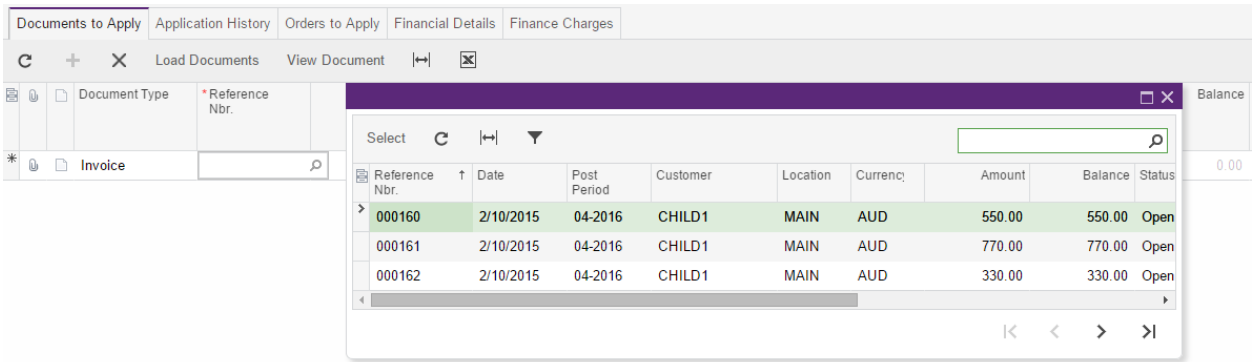 Documents to Apply Application History Orders to Apply Financial Details Finance Charges
Load Documents View Document
Document Type * Reference Nbr. Balance
Invoice 0.00
Select
Reference Nbr. Date Post Period Customer Location Currency Amount Balance Status
000160 2/10/2015 04-2016 CHILD1 MAIN AUD 550.00 550.00 Open
000161 2/10/2015 04-2016 CHILD1 MAIN AUD 770.00 770.00 Open
000162 2/10/2015 04-2016 CHILD1 MAIN AUD 330.00 330.00 Open